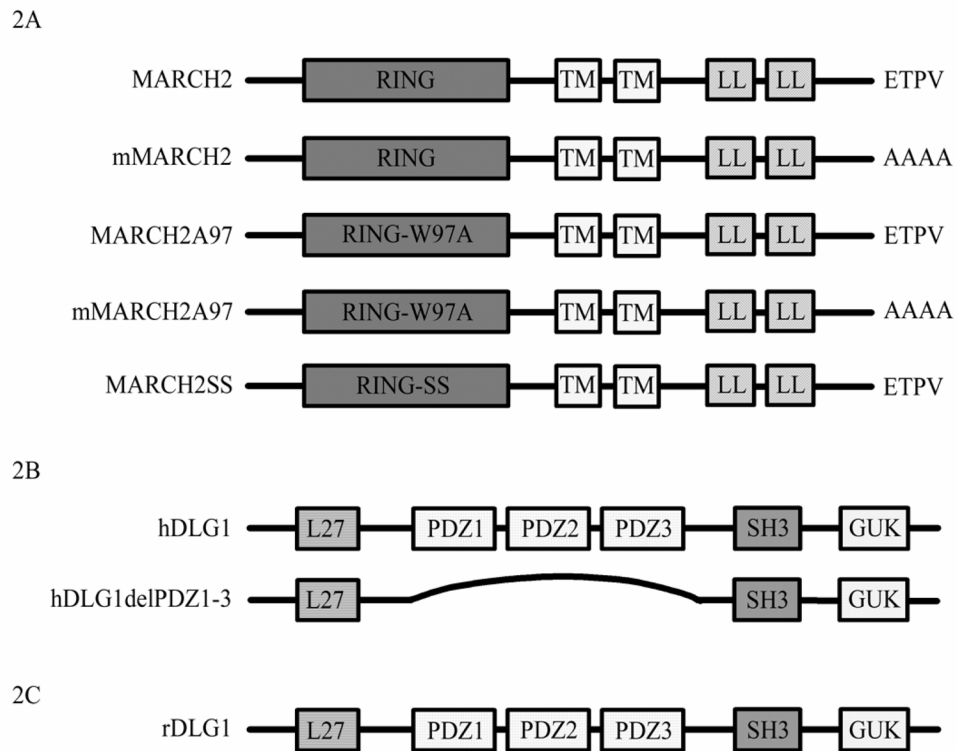 2A
MARCH2 RING TM TM LL LL ETPV
mMARCH2 RING TM TM LL LL AAAA
MARCH2A97 RING-W97A TM TM LL LL ETPV
mMARCH2A97 RING-W97A TM TM LL LL AAAA
MARCH2SS RING-SS TM TM LL LL ETPV
2B
hDLG1 L27 PDZ1 PDZ2 PDZ3 SH3 GUK
hDLG1delPDZ1-3 L27 SH3 GUK
2C
rDLG1 L27 PDZ1 PDZ2 PDZ3 SH3 GUK